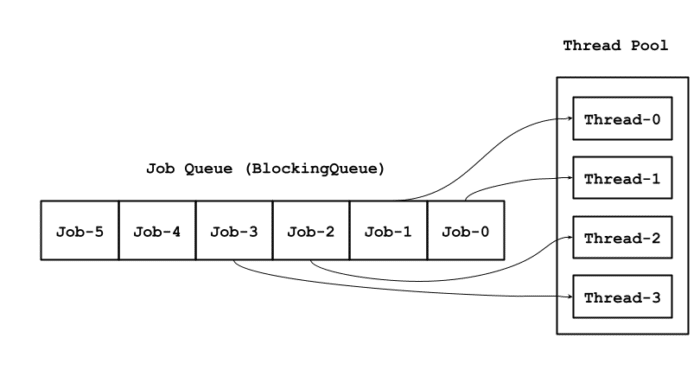 Thread Pool
Thread-0
Job Queue (BlockingQueue)
Thread-1
Job-5 Job-4 Job-3 Job-2 Job-1 Job-0
Thread-2
Thread-3